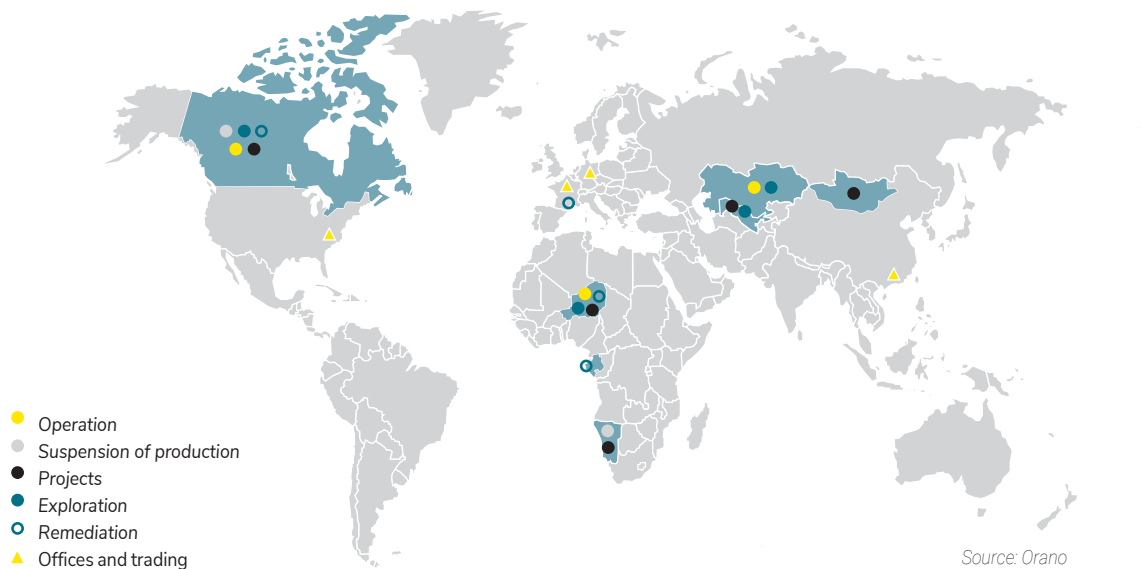 Operation
Suspension of production
Projects
Exploration
Remediation
Offices and trading
Source: Orano